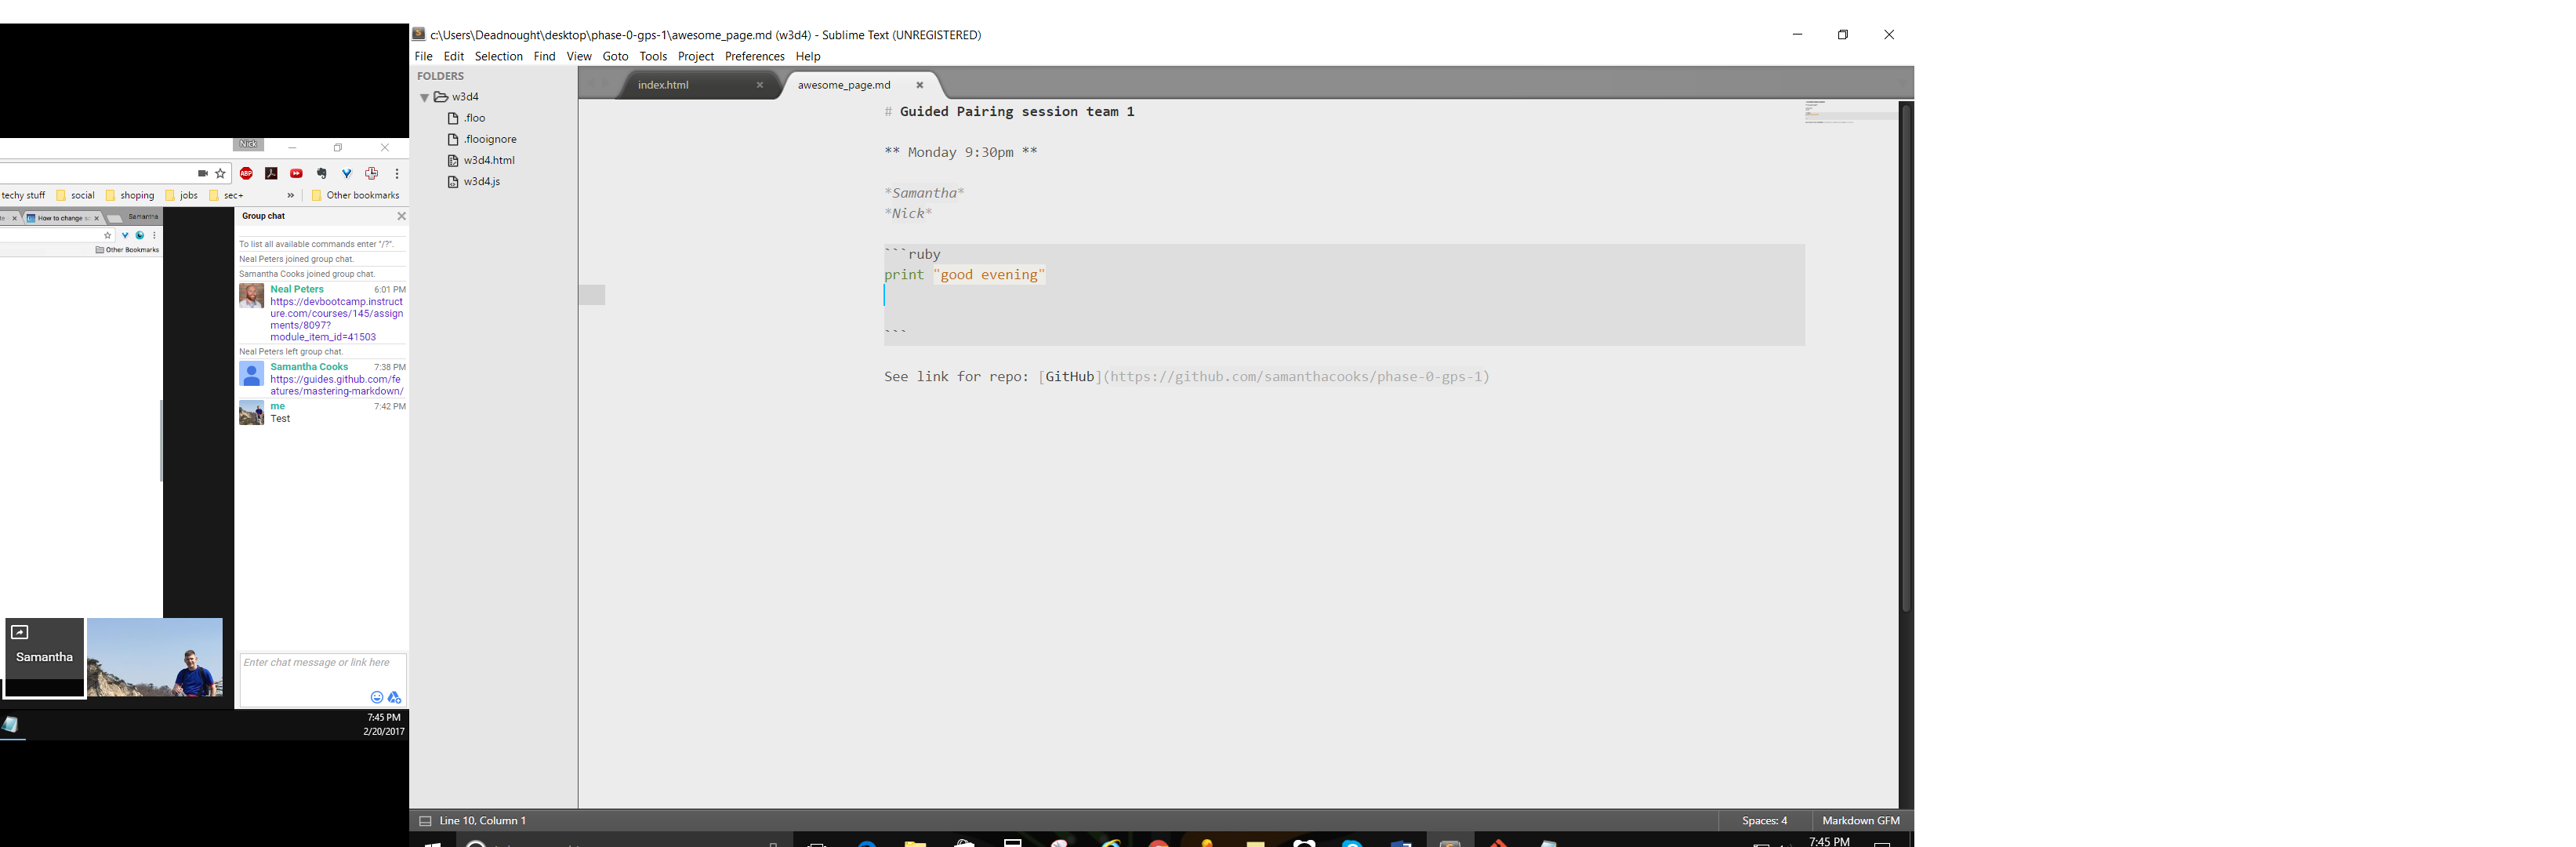 Nick
techy stuff
social
shoping
jobs
sec+
»
Other bookmarks
How to change sc
Samantha
Other Bookmarks
Group chat
To list all available commands enter "/?".
Neal Peters joined group chat.
Samantha Cooks joined group chat.
Neal Peters 6:01 PM
https://devbootcamp.instruct
ure.com/courses/145/assign
ments/8097?
module_item_id=41503
Neal Peters left group chat.
Samantha Cooks 7:38 PM
https://guides.github.com/fe
atures/mastering-markdown/
me 7:42 PM
Test
Samantha
Enter chat message or link here
7:45 PM
2/20/2017
c:\Users\Deadnought\desktop\phase-0-gps-1\awesome_page.md (w3d4) - Sublime Text (UNREGISTERED)
File Edit Selection Find View Goto Tools Project Preferences Help
FOLDERS
w3d4
.floo
.flooignore
w3d4.html
w3d4.js
index.html
awesome_page.md
# Guided Pairing session team 1
** Monday 9:30pm **
*Samantha*
*Nick*
```ruby
print "good evening"
```
See link for repo: [GitHub](https://github.com/samanthacooks/phase-0-gps-1)
Line 10, Column 1
Spaces: 4
Markdown GFM
7:45 PM